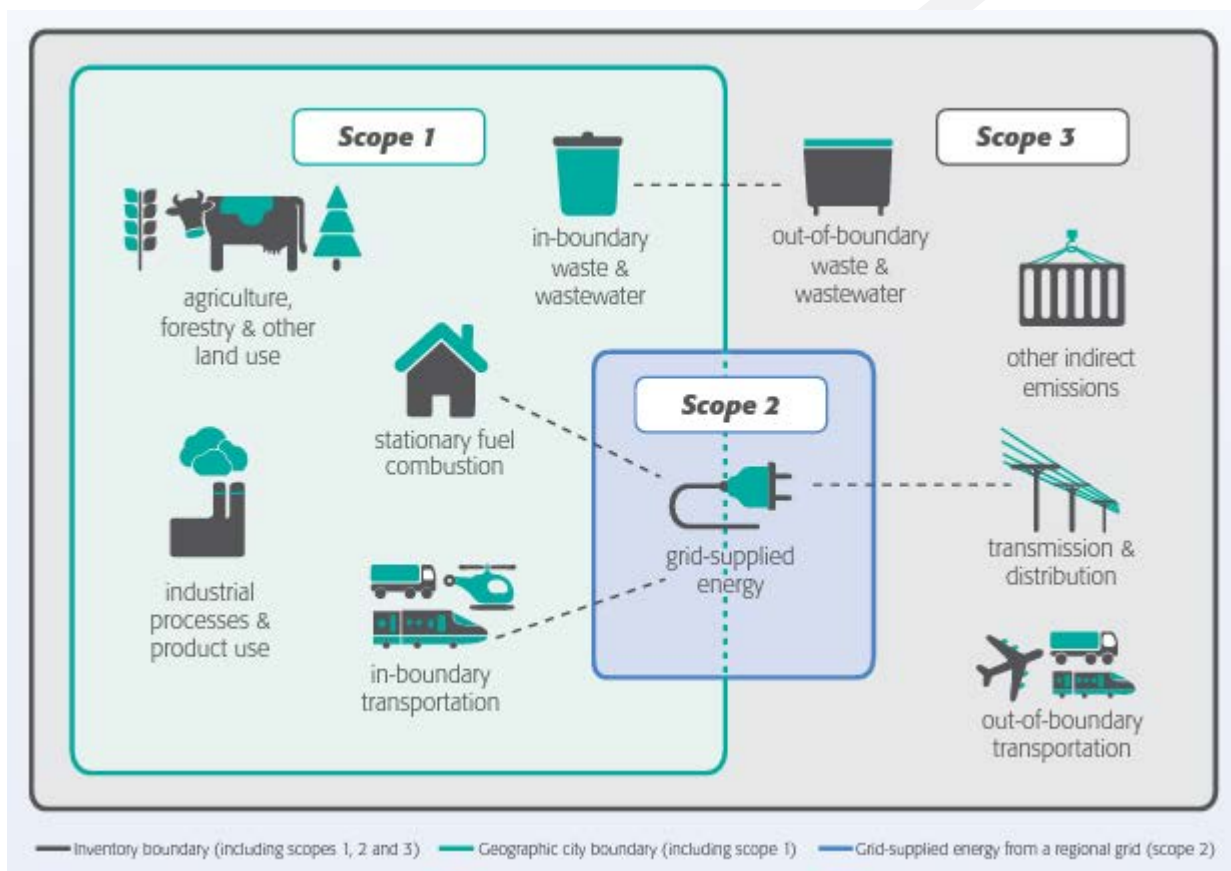 Scope 1
Scope 3
in-boundary
waste &
wastewater
out-of-boundary
waste &
wastewater
agriculture,
forestry & other
land use
other indirect
emissions
Scope 2
stationary fuel
combustion
grid-supplied
energy
transmission &
distribution
industrial
processes &
product use
in-boundary
transportation
out-of-boundary
transportation
Inventory boundary (including scopes 1, 2 and 3)
Geographic city boundary (including scope 1)
Grid-supplied energy from a regional grid (scope 2)